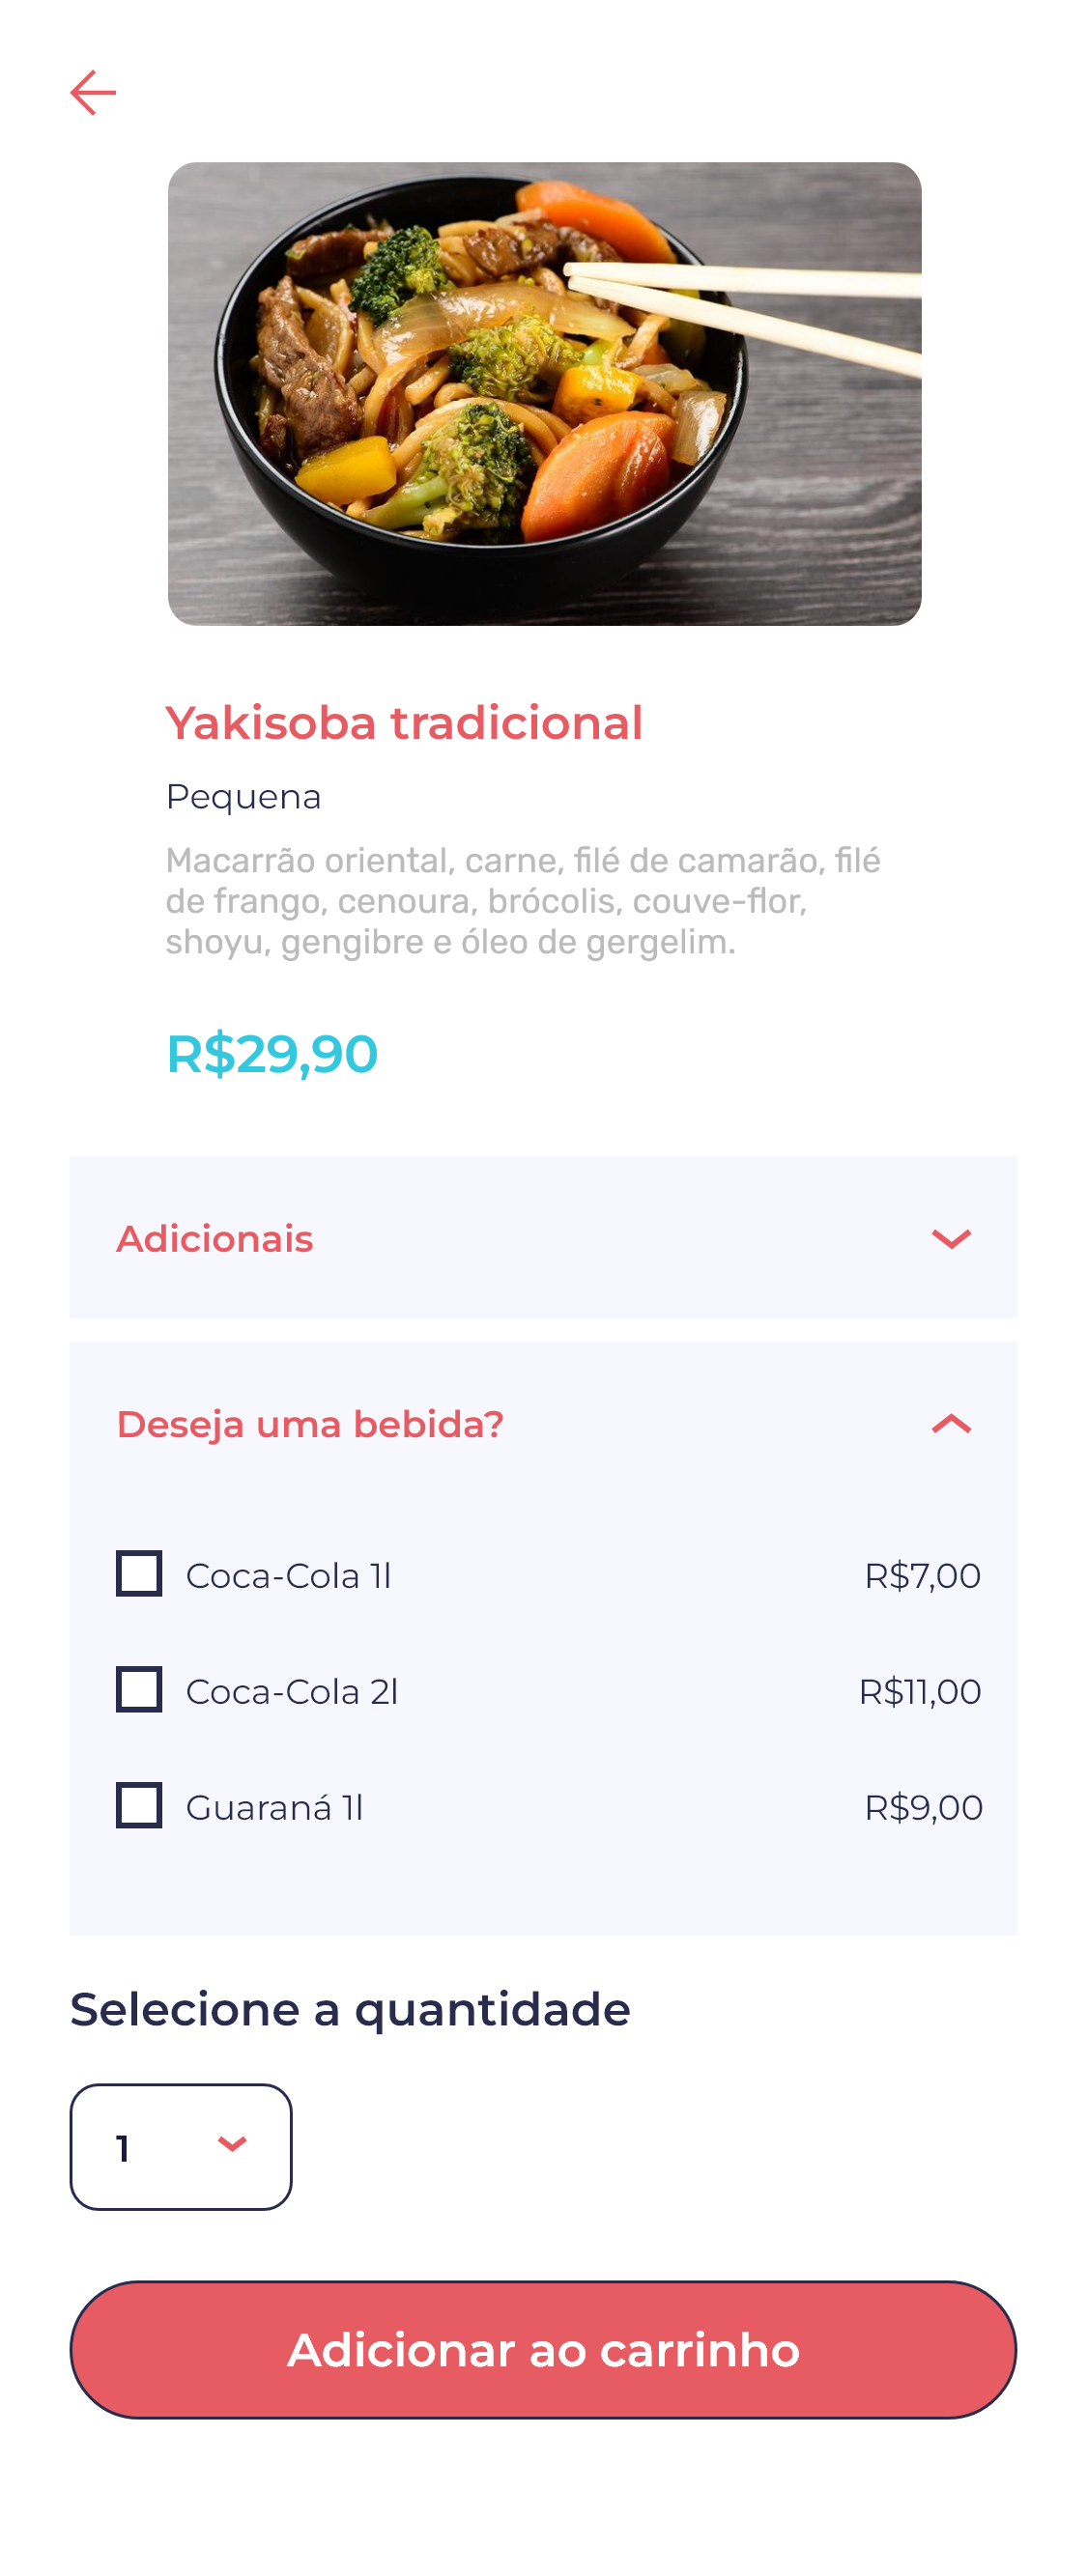 Yakisoba tradicional
Pequena
Macarrão oriental, carne, filé de camarão, filé
de frango, cenoura, brócolis, couve-flor,
shoyu, gengibre e óleo de gergelim.
R$29,90
Adicionais
Deseja uma bebida?
Coca-Cola 1l R$7,00
Coca-Cola 2l R$11,00
Guaraná 1l R$9,00
Selecione a quantidade
1
Adicionar ao carrinho